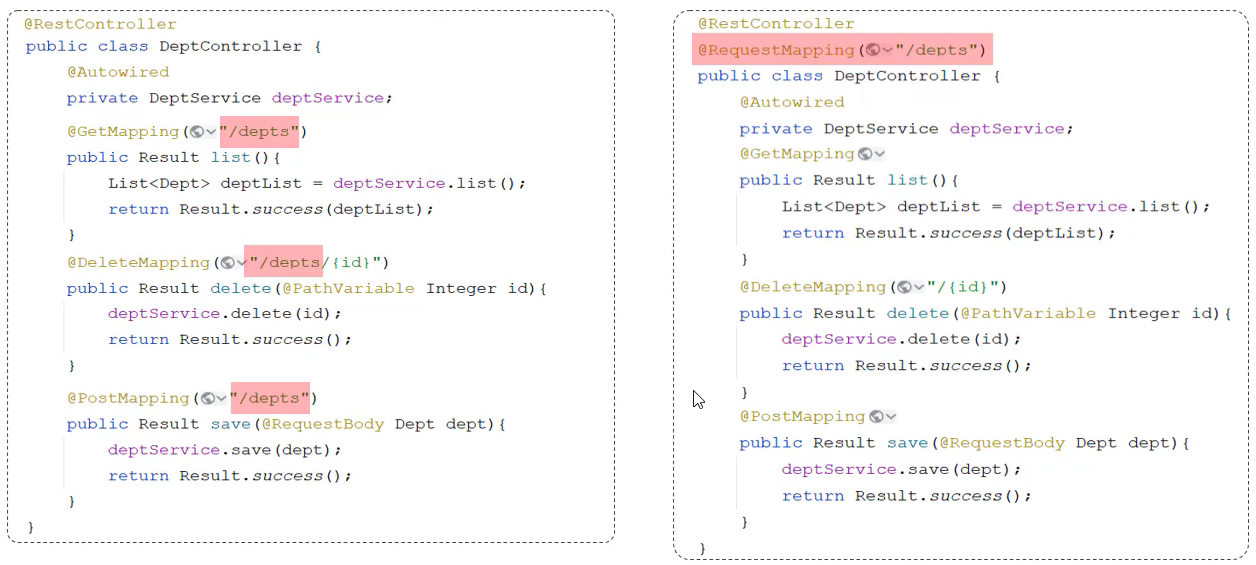 @RestController
public class DeptController {
@Autowired
private DeptService deptService;
@GetMapping("/depts")
public Result list(){
List<Dept> deptList = deptService.list();
return Result.success(deptList);
}
@DeleteMapping("/depts/{id}")
public Result delete(@PathVariable Integer id){
deptService.delete(id);
return Result.success();
}
@PostMapping("/depts")
public Result save(@RequestBody Dept dept){
deptService.save(dept);
return Result.success();
}
}
@RestController
@RequestMapping("/depts")
public class DeptController {
@Autowired
private DeptService deptService;
@GetMapping
public Result list(){
List<Dept> deptList = deptService.list();
return Result.success(deptList);
}
@DeleteMapping("/{id}")
public Result delete(@PathVariable Integer id){
deptService.delete(id);
return Result.success();
}
@PostMapping
public Result save(@RequestBody Dept dept){
deptService.save(dept);
return Result.success();
}
}